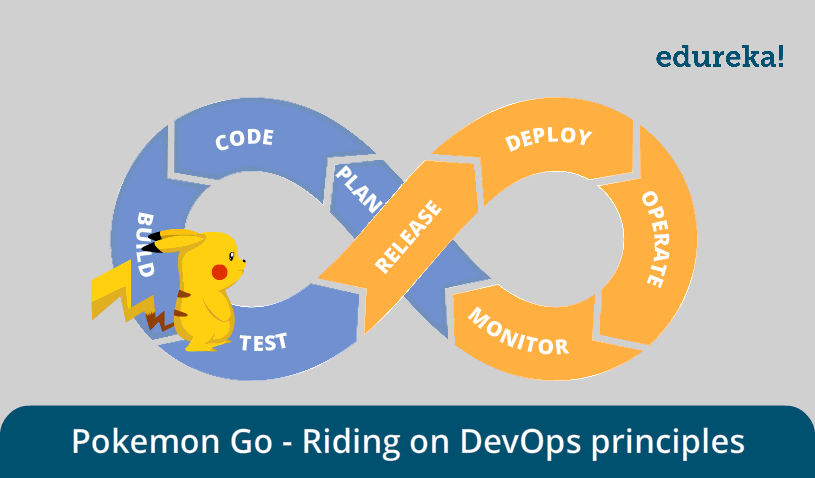 edureka!
CODE
PLAN
BUILD
TEST
RELEASE
DEPLOY
OPERATE
MONITOR
Pokemon Go - Riding on DevOps principles